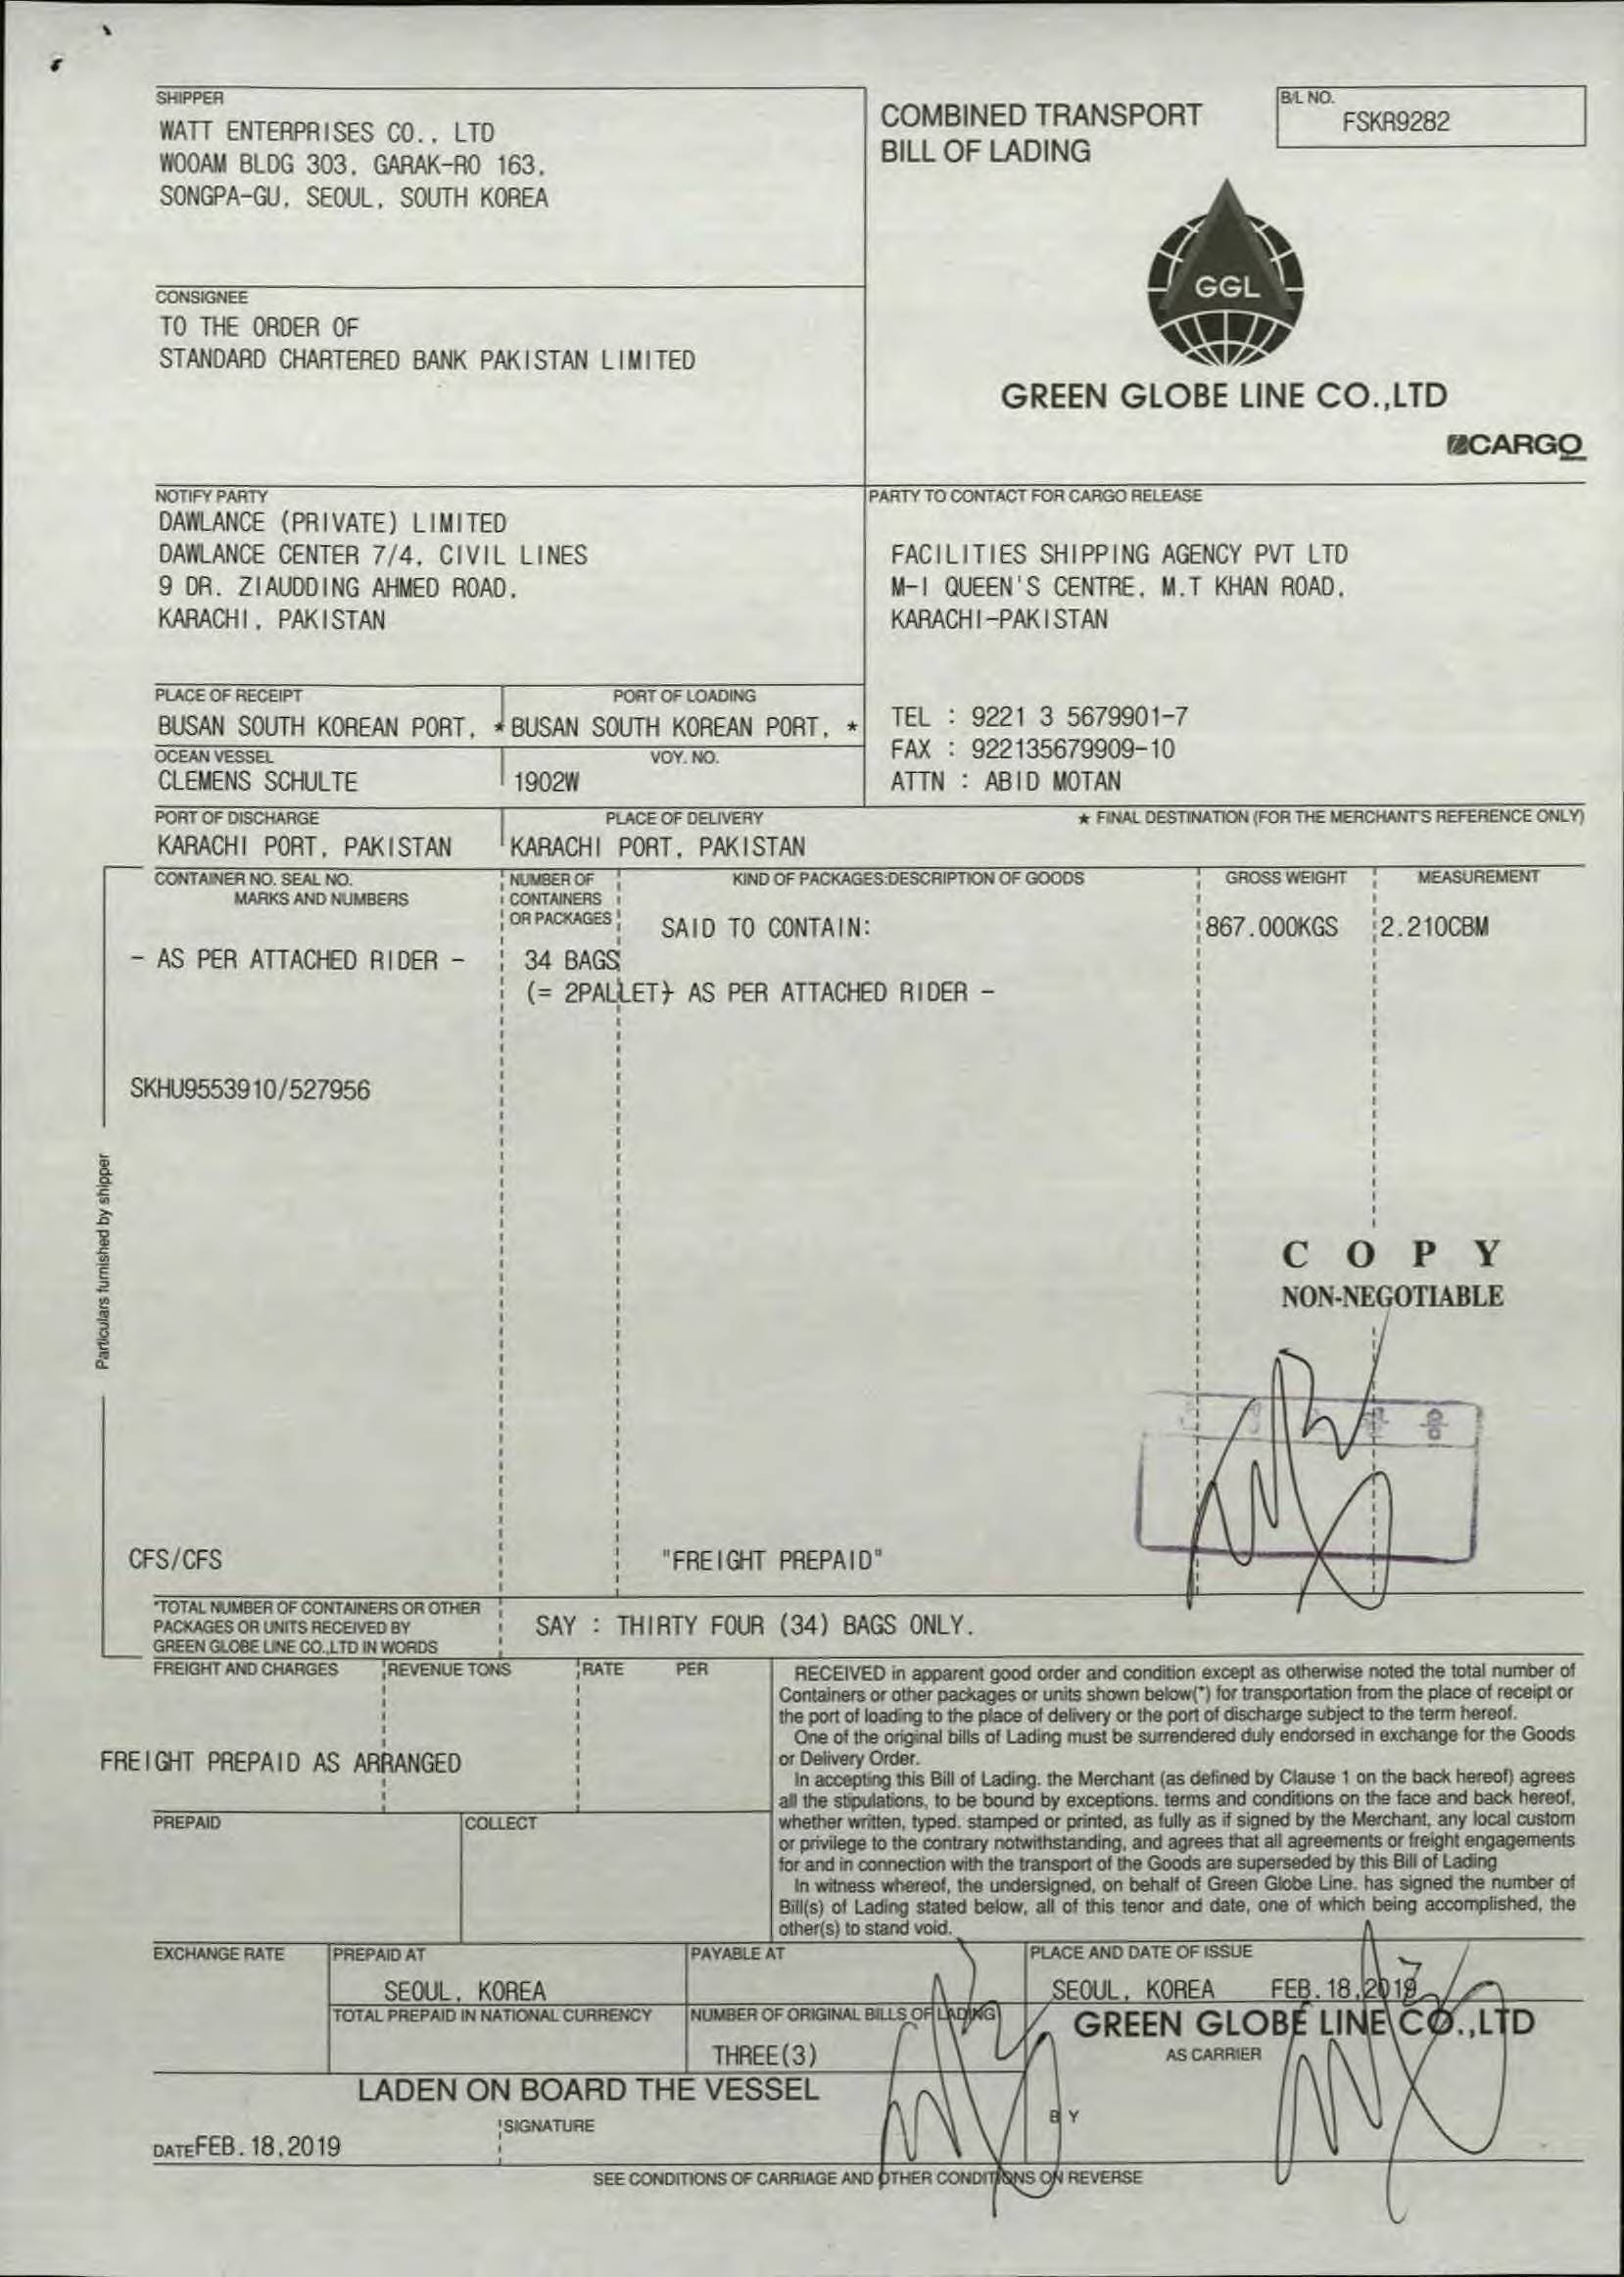 SHIPPER
WATT ENTERPRISES CO., LTD
WOOAM BLDG 303, GARAK-RO 163,
SONGPA-GU, SEOUL, SOUTH KOREA
COMBINED TRANSPORT
BILL OF LADING
B/L NO.
FSKR9282
GGL
GREEN GLOBE LINE CO.,LTD
CARGO
CONSIGNEE
TO THE ORDER OF
STANDARD CHARTERED BANK PAKISTAN LIMITED
NOTIFY PARTY
DAWLANCE (PRIVATE) LIMITED
DAWLANCE CENTER 7/4, CIVIL LINES
9 DR. ZIAUDDING AHMED ROAD,
KARACHI, PAKISTAN
PARTY TO CONTACT FOR CARGO RELEASE
FACILITIES SHIPPING AGENCY PVT LTD
M-I QUEEN'S CENTRE, M.T KHAN ROAD,
KARACHI-PAKISTAN
TEL : 9221 3 5679901-7
FAX : 922135679909-10
ATTN : ABID MOTAN
PLACE OF RECEIPT
BUSAN SOUTH KOREAN PORT, *
PORT OF LOADING
BUSAN SOUTH KOREAN PORT, *
OCEAN VESSEL
CLEMENS SCHULTE
VOY. NO.
1902W
PORT OF DISCHARGE
KARACHI PORT, PAKISTAN
PLACE OF DELIVERY
KARACHI PORT, PAKISTAN
★ FINAL DESTINATION (FOR THE MERCHANT'S REFERENCE ONLY)
CONTAINER NO. SEAL NO.
MARKS AND NUMBERS
NUMBER OF
CONTAINERS
OR PACKAGES
KIND OF PACKAGES:DESCRIPTION OF GOODS
GROSS WEIGHT
MEASUREMENT
SAID TO CONTAIN:
867.000KGS
2.210CBM
- AS PER ATTACHED RIDER -
34 BAGS
(= 2PALLET)- AS PER ATTACHED RIDER -
SKHU9553910/527956
Particulars furnished by shipper
COPY
NON-NEGOTIABLE
CFS/CFS
"FREIGHT PREPAID"
*TOTAL NUMBER OF CONTAINERS OR OTHER
PACKAGES OR UNITS RECEIVED BY
GREEN GLOBE LINE CO.,LTD IN WORDS
SAY : THIRTY FOUR (34) BAGS ONLY.
FREIGHT AND CHARGES
REVENUE TONS
RATE
PER
FREIGHT PREPAID AS ARRANGED
PREPAID
COLLECT
RECEIVED in apparent good order and condition except as otherwise noted the total number of
Containers or other packages or units shown below(*) for transportation from the place of receipt or
the port of loading to the place of delivery or the port of discharge subject to the term hereof.
One of the original bills of Lading must be surrendered duly endorsed in exchange for the Goods
or Delivery Order.
In accepting this Bill of Lading. the Merchant (as defined by Clause 1 on the back hereof) agrees
all the stipulations, to be bound by exceptions. terms and conditions on the face and back hereof,
whether written, typed. stamped or printed, as fully as if signed by the Merchant, any local custom
or privilege to the contrary notwithstanding, and agrees that all agreements or freight engagements
for and in connection with the transport of the Goods are superseded by this Bill of Lading
In witness whereof, the undersigned, on behalf of Green Globe Line. has signed the number of
Bill(s) of Lading stated below, all of this tenor and date, one of which being accomplished, the
other(s) to stand void.
EXCHANGE RATE
PREPAID AT
SEOUL, KOREA
PAYABLE AT
PLACE AND DATE OF ISSUE
SEOUL, KOREA FEB.18,2019
TOTAL PREPAID IN NATIONAL CURRENCY
NUMBER OF ORIGINAL BILLS OF LADING
THREE(3)
GREEN GLOBE LINE CO.,LTD
AS CARRIER
LADEN ON BOARD THE VESSEL
SIGNATURE
BY
DATE FEB.18,2019
SEE CONDITIONS OF CARRIAGE AND OTHER CONDITIONS ON REVERSE